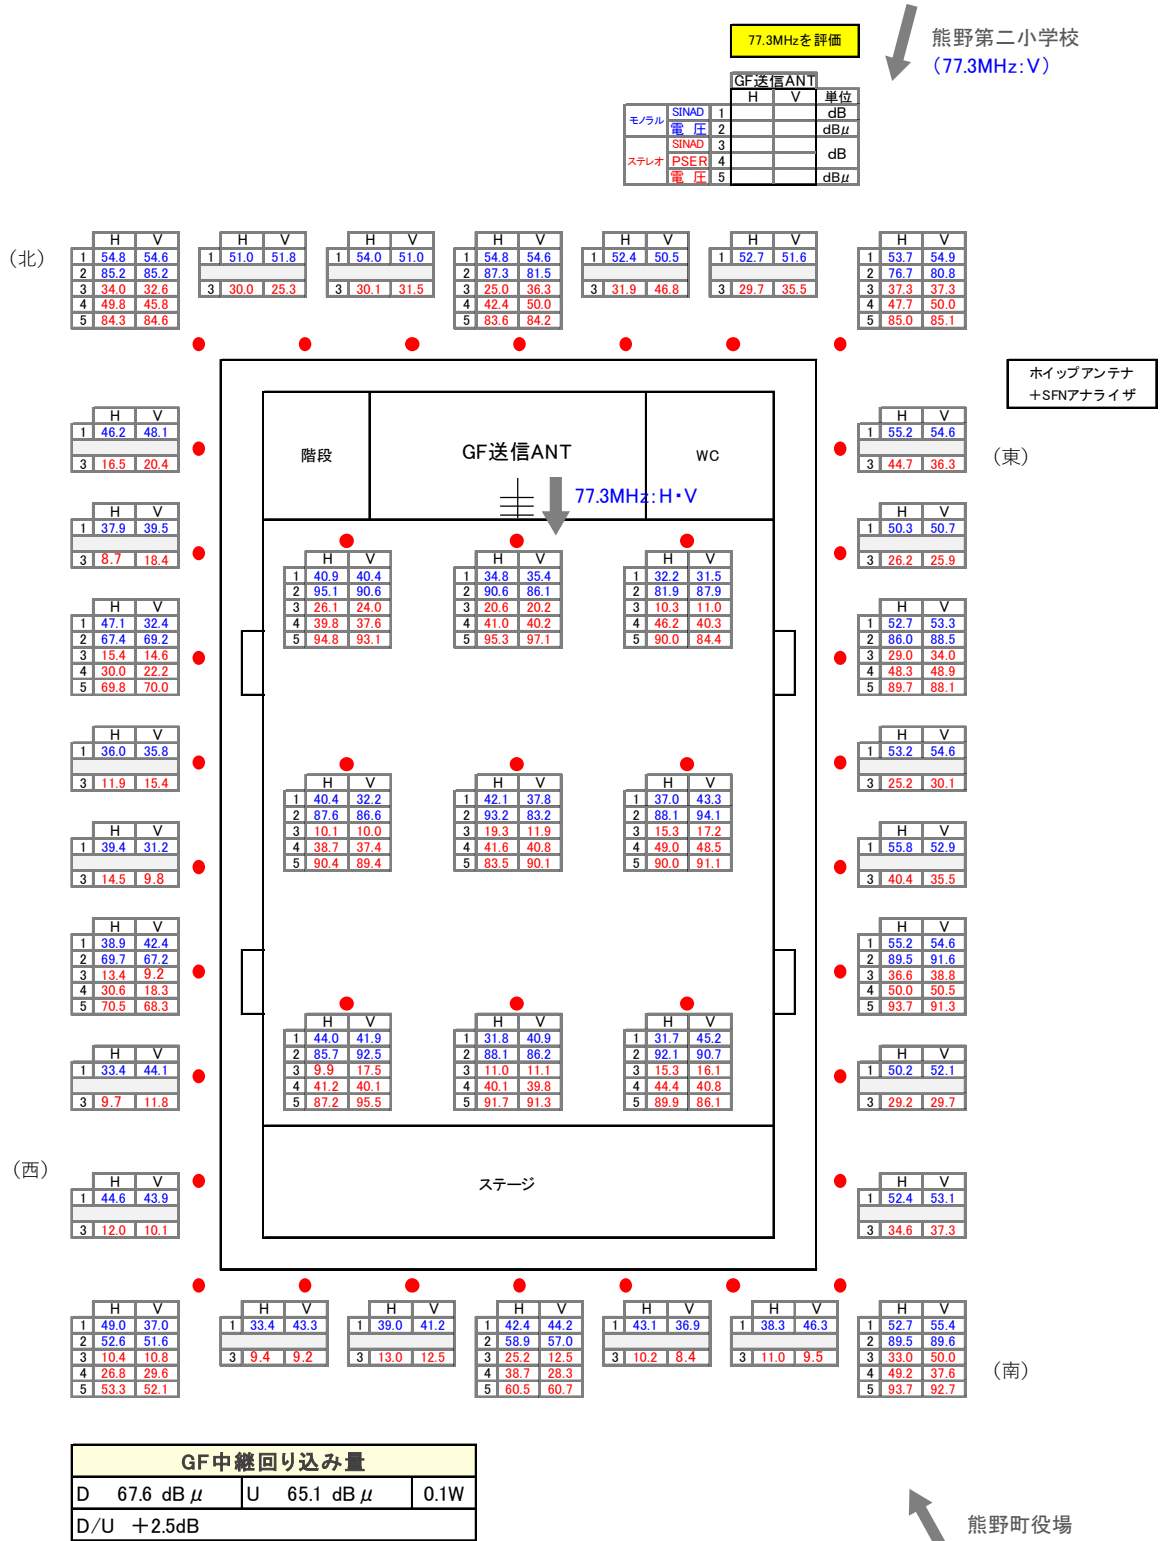 77.3MHzを評価
熊野第二小学校
(77.3MHz:V)
GF送信ANT
H V 単位
モノラル SINAD 1 dB
電 圧 2 dBμ
ステレオ SINAD 3 dB
PSER 4
電 圧 5 dBμ
(北)
H V
1 54.8 54.6
2 85.2 85.2
3 34.0 32.6
4 49.8 45.8
5 84.3 84.6
H V
1 51.0 51.8
3 30.0 25.3
H V
1 54.0 51.0
3 30.1 31.5
H V
1 54.8 54.6
2 87.3 81.5
3 25.0 36.3
4 42.4 50.0
5 83.6 84.2
H V
1 52.4 50.5
3 31.9 46.8
H V
1 52.7 51.6
3 29.7 35.5
H V
1 53.7 54.9
2 76.7 80.8
3 37.3 37.3
4 47.7 50.0
5 85.0 85.1
ホイップアンテナ
+SFNアナライザ
H V
1 46.2 48.1
3 16.5 20.4
階段
GF送信ANT
WC
H V
1 55.2 54.6
3 44.7 36.3
(東)
77.3MHz:H・V
H V
1 37.9 39.5
3 8.7 18.4
H V
1 50.3 50.7
3 26.2 25.9
H V
1 40.9 40.4
2 95.1 90.6
3 26.1 24.0
4 39.8 37.6
5 94.8 93.1
H V
1 34.8 35.4
2 90.6 86.1
3 20.6 20.2
4 41.0 40.2
5 95.3 97.1
H V
1 32.2 31.5
2 81.9 87.9
3 10.3 11.0
4 46.2 40.3
5 90.0 84.4
H V
1 47.1 32.4
2 67.4 69.2
3 15.4 14.6
4 30.0 22.2
5 69.8 70.0
H V
1 52.7 53.3
2 86.0 88.5
3 29.0 34.0
4 48.3 48.9
5 89.7 88.1
H V
1 36.0 35.8
3 11.9 15.4
H V
1 53.2 54.6
3 25.2 30.1
H V
1 40.4 32.2
2 87.6 86.6
3 10.1 10.0
4 38.7 37.4
5 90.4 89.4
H V
1 42.1 37.8
2 93.2 83.2
3 19.3 11.9
4 41.6 40.8
5 83.5 90.1
H V
1 37.0 43.3
2 88.1 94.1
3 15.3 17.2
4 49.0 48.5
5 90.0 91.1
H V
1 39.4 31.2
3 14.5 9.8
H V
1 55.8 52.9
3 40.4 35.5
H V
1 38.9 42.4
2 69.7 67.2
3 13.4 9.2
4 30.6 18.3
5 70.5 68.3
H V
1 55.2 54.6
2 89.5 91.6
3 36.6 38.8
4 50.0 50.5
5 93.7 91.3
H V
1 44.0 41.9
2 85.7 92.5
3 9.9 17.5
4 41.2 40.1
5 87.2 95.5
H V
1 31.8 40.9
2 88.1 86.2
3 11.0 11.1
4 40.1 39.8
5 91.7 91.3
H V
1 31.7 45.2
2 92.1 90.7
3 15.3 16.1
4 44.4 40.8
5 89.9 86.1
H V
1 33.4 44.1
3 9.7 11.8
H V
1 50.2 52.1
3 29.2 29.7
(西)
H V
1 44.6 43.9
3 12.0 10.1
ステージ
H V
1 52.4 53.1
3 34.6 37.3
H V
1 49.0 37.0
2 52.6 51.6
3 10.4 10.8
4 26.8 29.6
5 53.3 52.1
H V
1 33.4 43.3
3 9.4 9.2
H V
1 39.0 41.2
3 13.0 12.5
H V
1 42.4 44.2
2 58.9 57.0
3 25.2 12.5
4 38.7 28.3
5 60.5 60.7
H V
1 43.1 36.9
3 10.2 8.4
H V
1 38.3 46.3
3 11.0 9.5
H V
1 52.7 55.4
2 89.5 89.6
3 33.0 50.0
4 49.2 37.6
5 93.7 92.7
(南)
GF中継回り込み量
D 67.6 dBμ U 65.1 dBμ 0.1W
D/U +2.5dB
熊野町役場